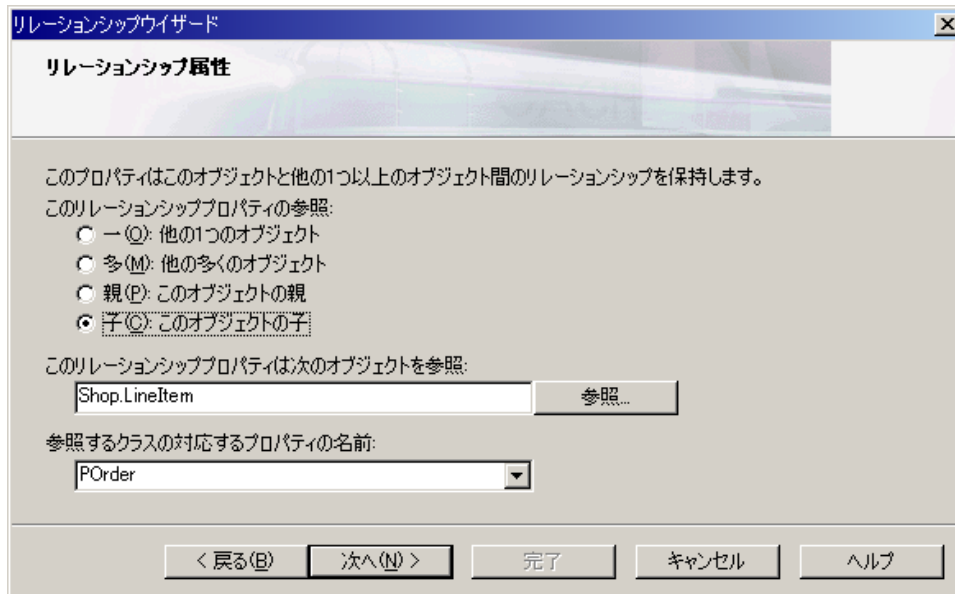 リレーションシップウイザード
リレーションシップ属性
このプロパティはこのオブジェクトと他の1つ以上のオブジェクト間のリレーションシップを保持します。
このリレーションシッププロパティの参照:
一(O): 他の1つのオブジェクト
多(M): 他の多くのオブジェクト
親(P): このオブジェクトの親
子(C): このオブジェクトの子
このリレーションシッププロパティは次のオブジェクトを参照:
Shop.LineItem 参照...
参照するクラスの対応するプロパティの名前:
POrder
< 戻る(B) 次へ(N) > 完了 キャンセル ヘルプ